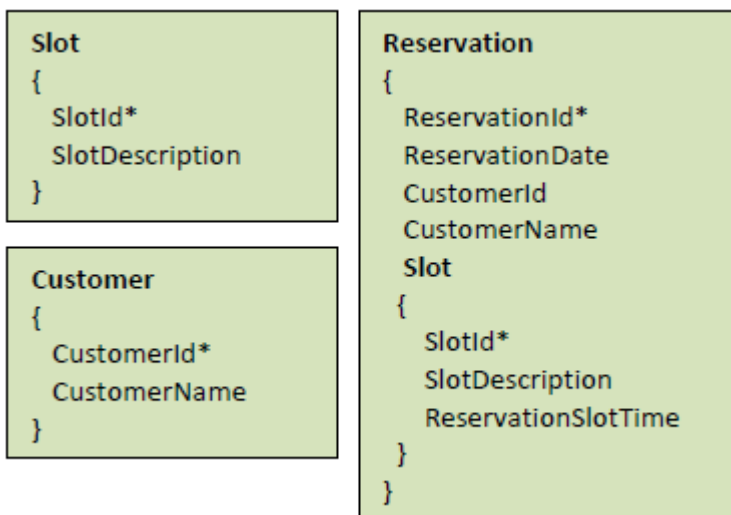 Slot
{
SlotId*
SlotDescription
}
Customer
{
CustomerId*
CustomerName
}
Reservation
{
ReservationId*
ReservationDate
CustomerId
CustomerName
Slot
{
SlotId*
SlotDescription
ReservationSlotTime
}
}